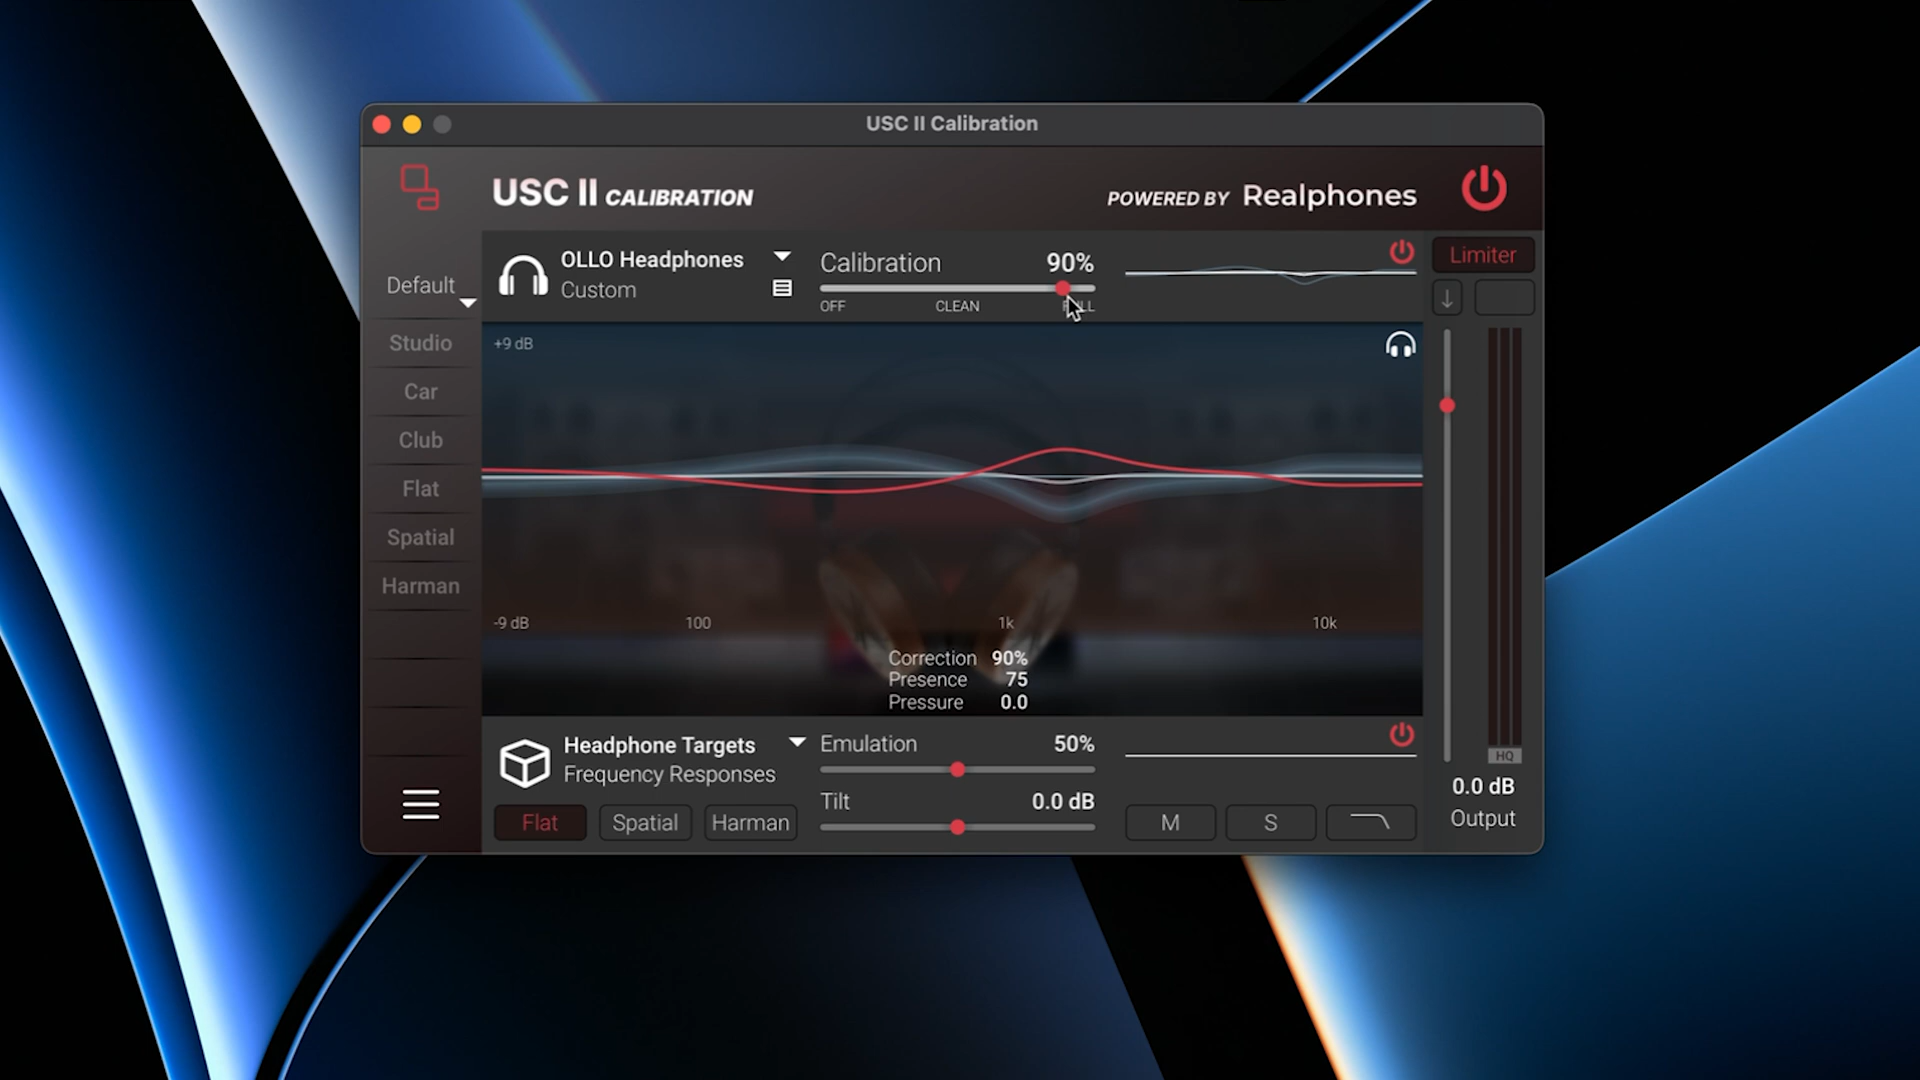 USC II Calibration
USC II CALIBRATION
POWERED BY Realphones
Default
Studio
Car
Club
Flat
Spatial
Harman
OLLO Headphones
Custom
Calibration 90%
OFF CLEAN FULL
Limiter
+9 dB
-9 dB 100 1k 10k
Correction 90%
Presence 75
Pressure 0.0
Headphone Targets
Frequency Responses
Flat Spatial Harman
Emulation 50%
Tilt 0.0 dB
M S
HQ
0.0 dB
Output